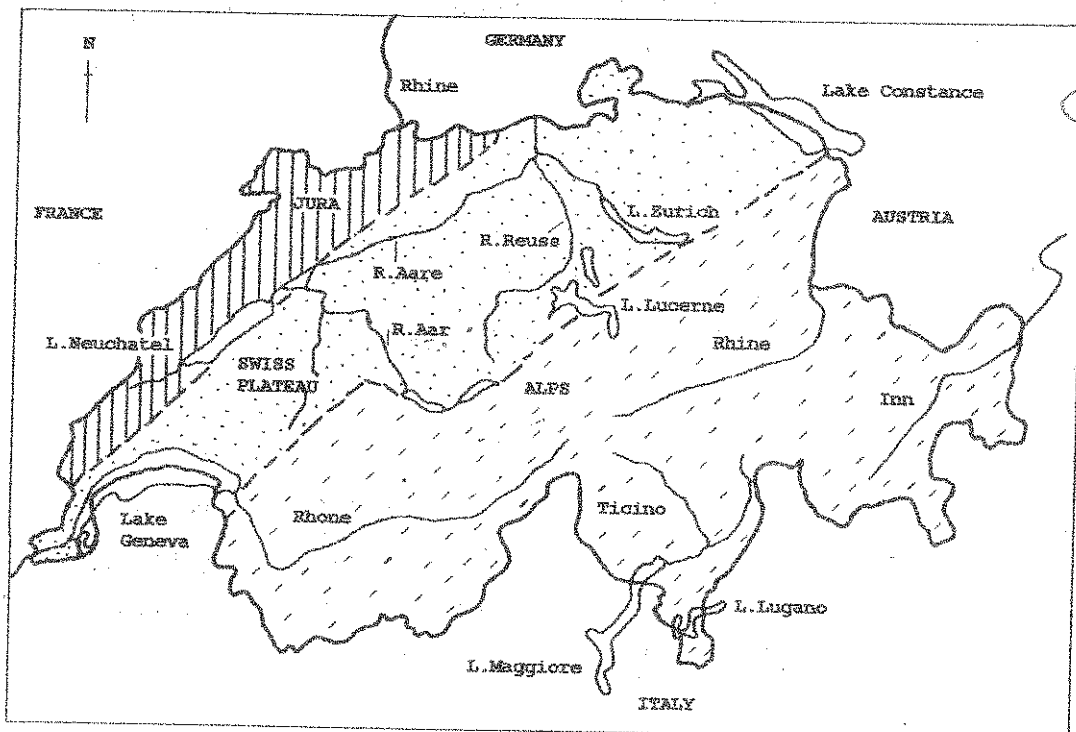 N
GERMANY
Rhine
Lake Constance
FRANCE
JURA
L.Zurich
AUSTRIA
R.Reuss
R.Aare
L.Lucerne
L.Neuchatel
R.Aar
Rhine
SWISS
PLATEAU
ALPS
Inn
Lake
Geneva
Rhone
Ticino
L.Lugano
L.Maggiore
ITALY